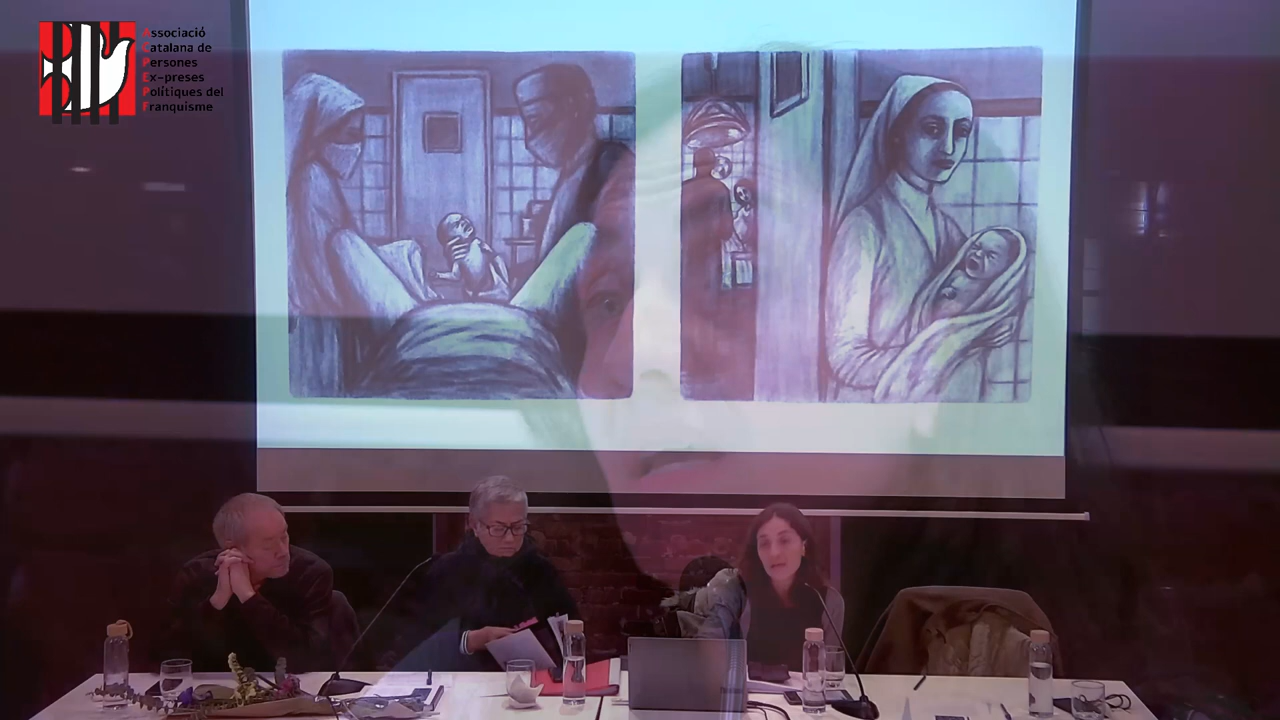 Associació
Catalana de
Persones
Ex-preses
Polítiques del
Franquisme